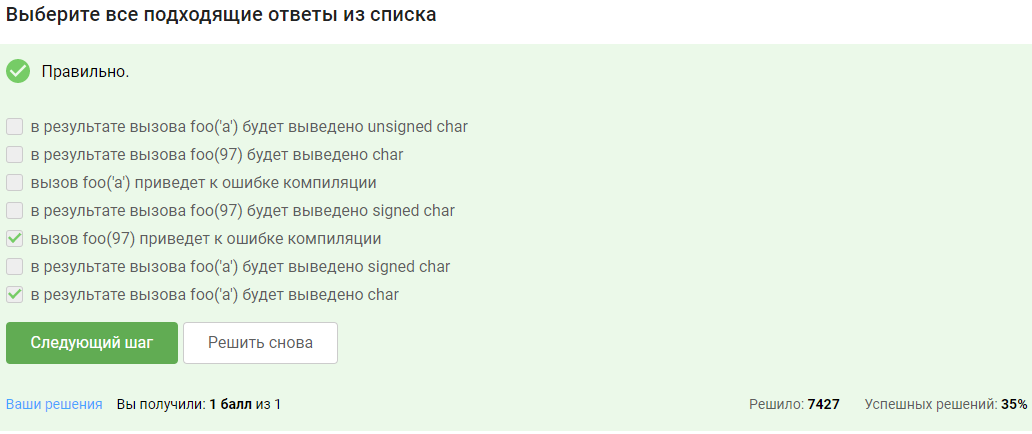 Выберите все подходящие ответы из списка
Правильно.
в результате вызова foo('a') будет выведено unsigned char
в результате вызова foo(97) будет выведено char
вызов foo('a') приведет к ошибке компиляции
в результате вызова foo(97) будет выведено signed char
вызов foo(97) приведет к ошибке компиляции
в результате вызова foo('a') будет выведено signed char
в результате вызова foo('a') будет выведено char
Следующий шаг Решить снова
Ваши решения Вы получили: 1 балл из 1 Решило: 7427 Успешных решений: 35%